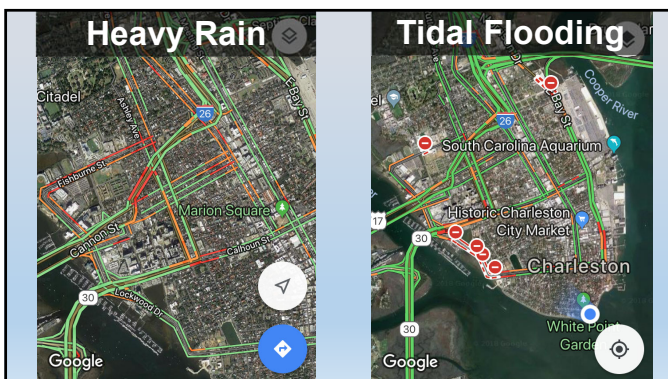 Heavy Rain
Citadel
Ashley Ave
E Bay St
26
Fishburne St
Marion Square
Cannon St
Calhoun St
30
Lockwood Dr
Google
Tidal Flooding
Cooper River
E Bay St
26
South Carolina Aquarium
17
Historic Charleston
City Market
30
Charleston
30
White Point
Garde
Google